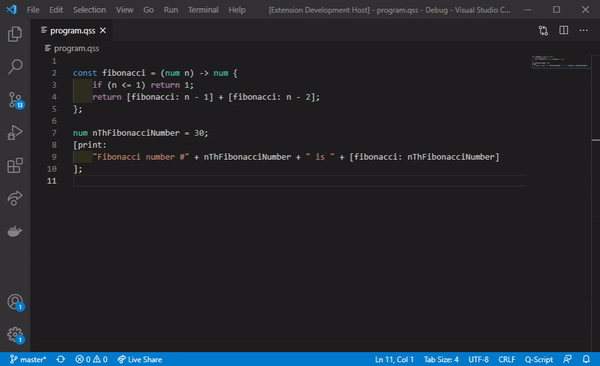 File Edit Selection View Go Run Terminal Help [Extension Development Host] - program.qss - Debug - Visual Studio C...
program.qss
program.qss
1
2 const fibonacci = (num n) -> num {
3 if (n <= 1) return 1;
4 return [fibonacci: n - 1] + [fibonacci: n - 2];
5 };
6
7 num nThFibonacciNumber = 30;
8 [print:
9 "Fibonacci number #" + nThFibonacciNumber + " is " + [fibonacci: nThFibonacciNumber]
10 ];
11
13
1
1
master* 0 0 Live Share Ln 11, Col 1 Tab Size: 4 UTF-8 CRLF Q-Script